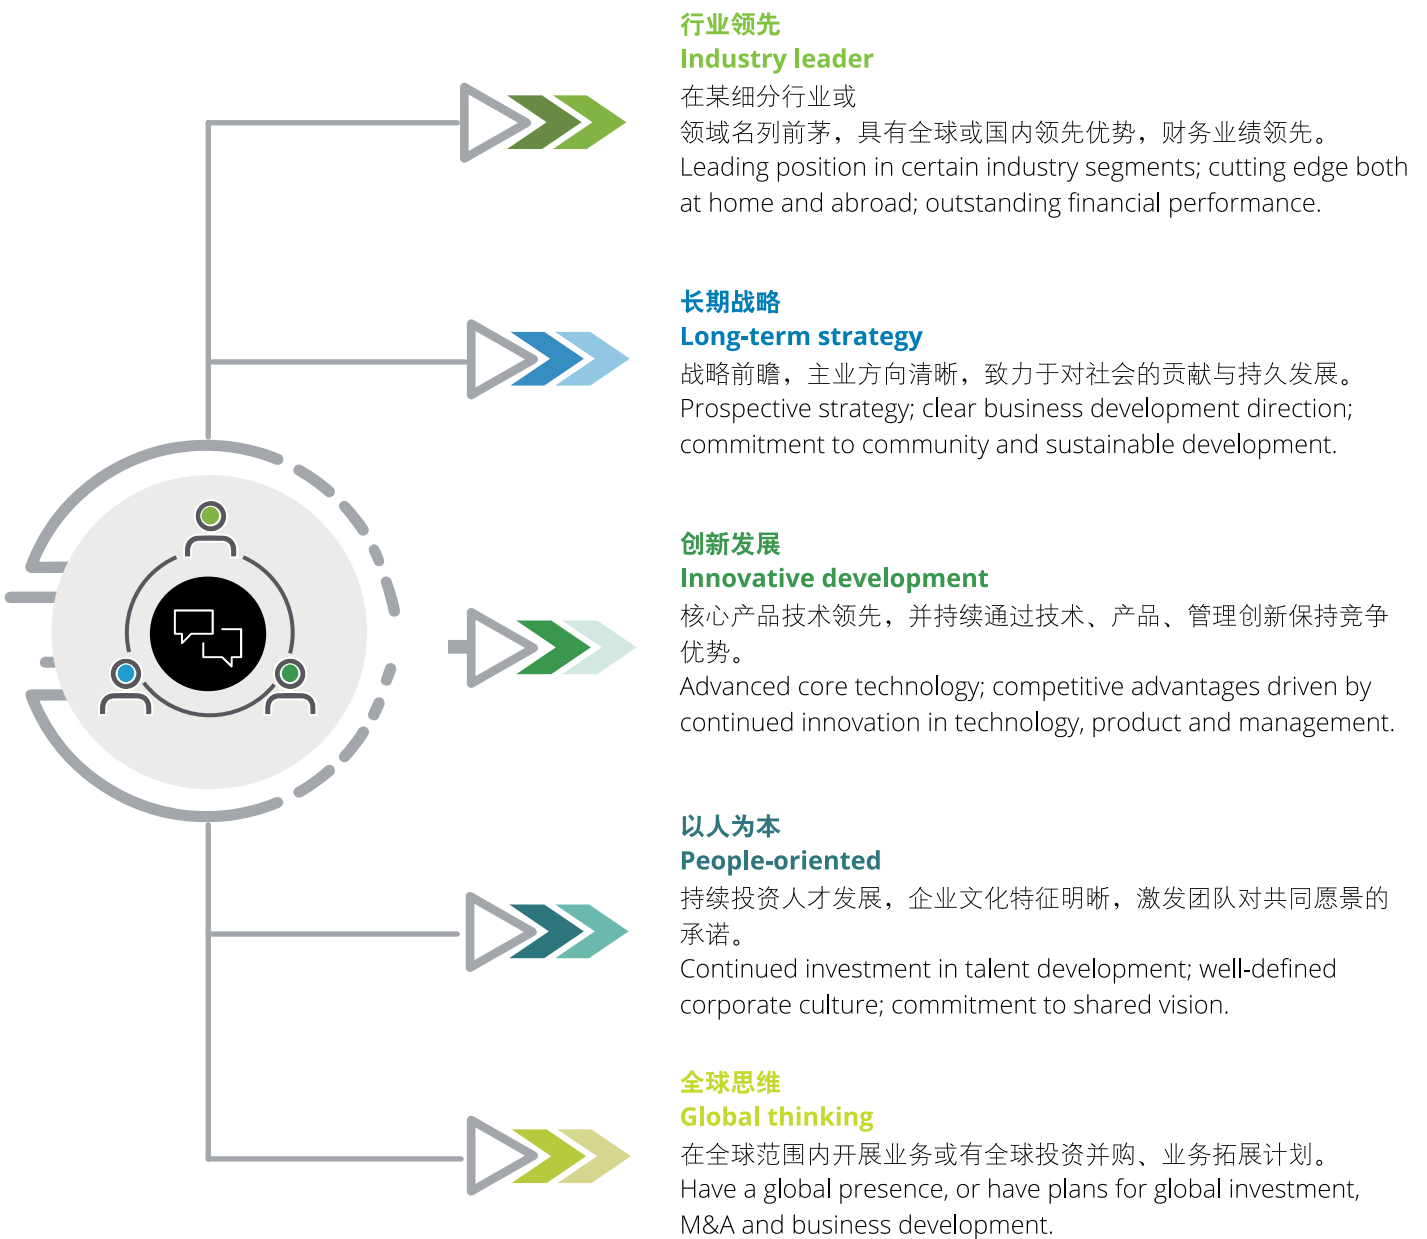 行业领先
Industry leader
在某细分行业或
领域名列前茅，具有全球或国内领先优势，财务业绩领先。
Leading position in certain industry segments; cutting edge both
at home and abroad; outstanding financial performance.
长期战略
Long-term strategy
战略前瞻，主业方向清晰，致力于对社会的贡献与持久发展。
Prospective strategy; clear business development direction;
commitment to community and sustainable development.
创新发展
Innovative development
核心产品技术领先，并持续通过技术、产品、管理创新保持竞争
优势。
Advanced core technology; competitive advantages driven by
continued innovation in technology, product and management.
以人为本
People-oriented
持续投资人才发展，企业文化特征明晰，激发团队对共同愿景的
承诺。
Continued investment in talent development; well-defined
corporate culture; commitment to shared vision.
全球思维
Global thinking
在全球范围内开展业务或有全球投资并购、业务拓展计划。
Have a global presence, or have plans for global investment,
M&A and business development.